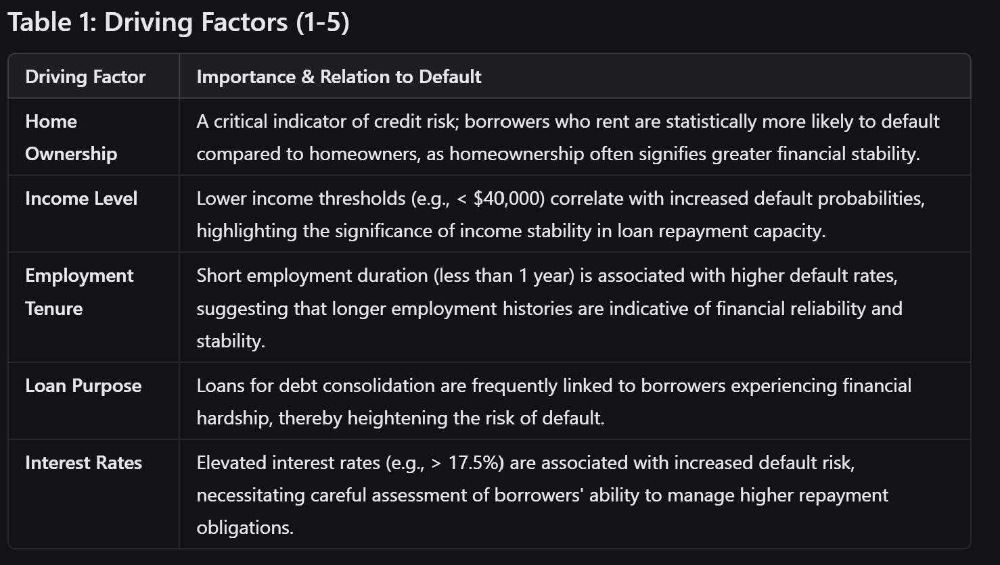 Table 1: Driving Factors (1-5)
Driving Factor
Importance & Relation to Default
Home
Ownership
A critical indicator of credit risk; borrowers who rent are statistically more likely to default
compared to homeowners, as homeownership often signifies greater financial stability.
Income Level
Lower income thresholds (e.g., < $40,000) correlate with increased default probabilities,
highlighting the significance of income stability in loan repayment capacity.
Employment
Tenure
Short employment duration (less than 1 year) is associated with higher default rates,
suggesting that longer employment histories are indicative of financial reliability and
stability.
Loan Purpose
Loans for debt consolidation are frequently linked to borrowers experiencing financial
hardship, thereby heightening the risk of default.
Interest Rates
Elevated interest rates (e.g., > 17.5%) are associated with increased default risk,
necessitating careful assessment of borrowers' ability to manage higher repayment
obligations.